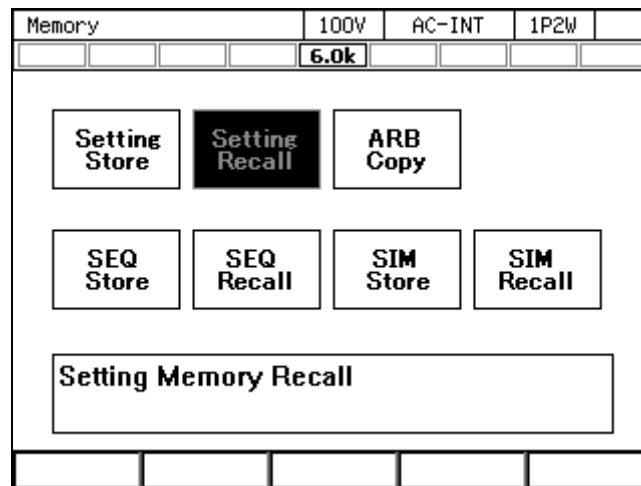 Memory 100V AC-INT 1P2W
6.0k
Setting Store
Setting Recall
ARB Copy
SEQ Store
SEQ Recall
SIM Store
SIM Recall
Setting Memory Recall